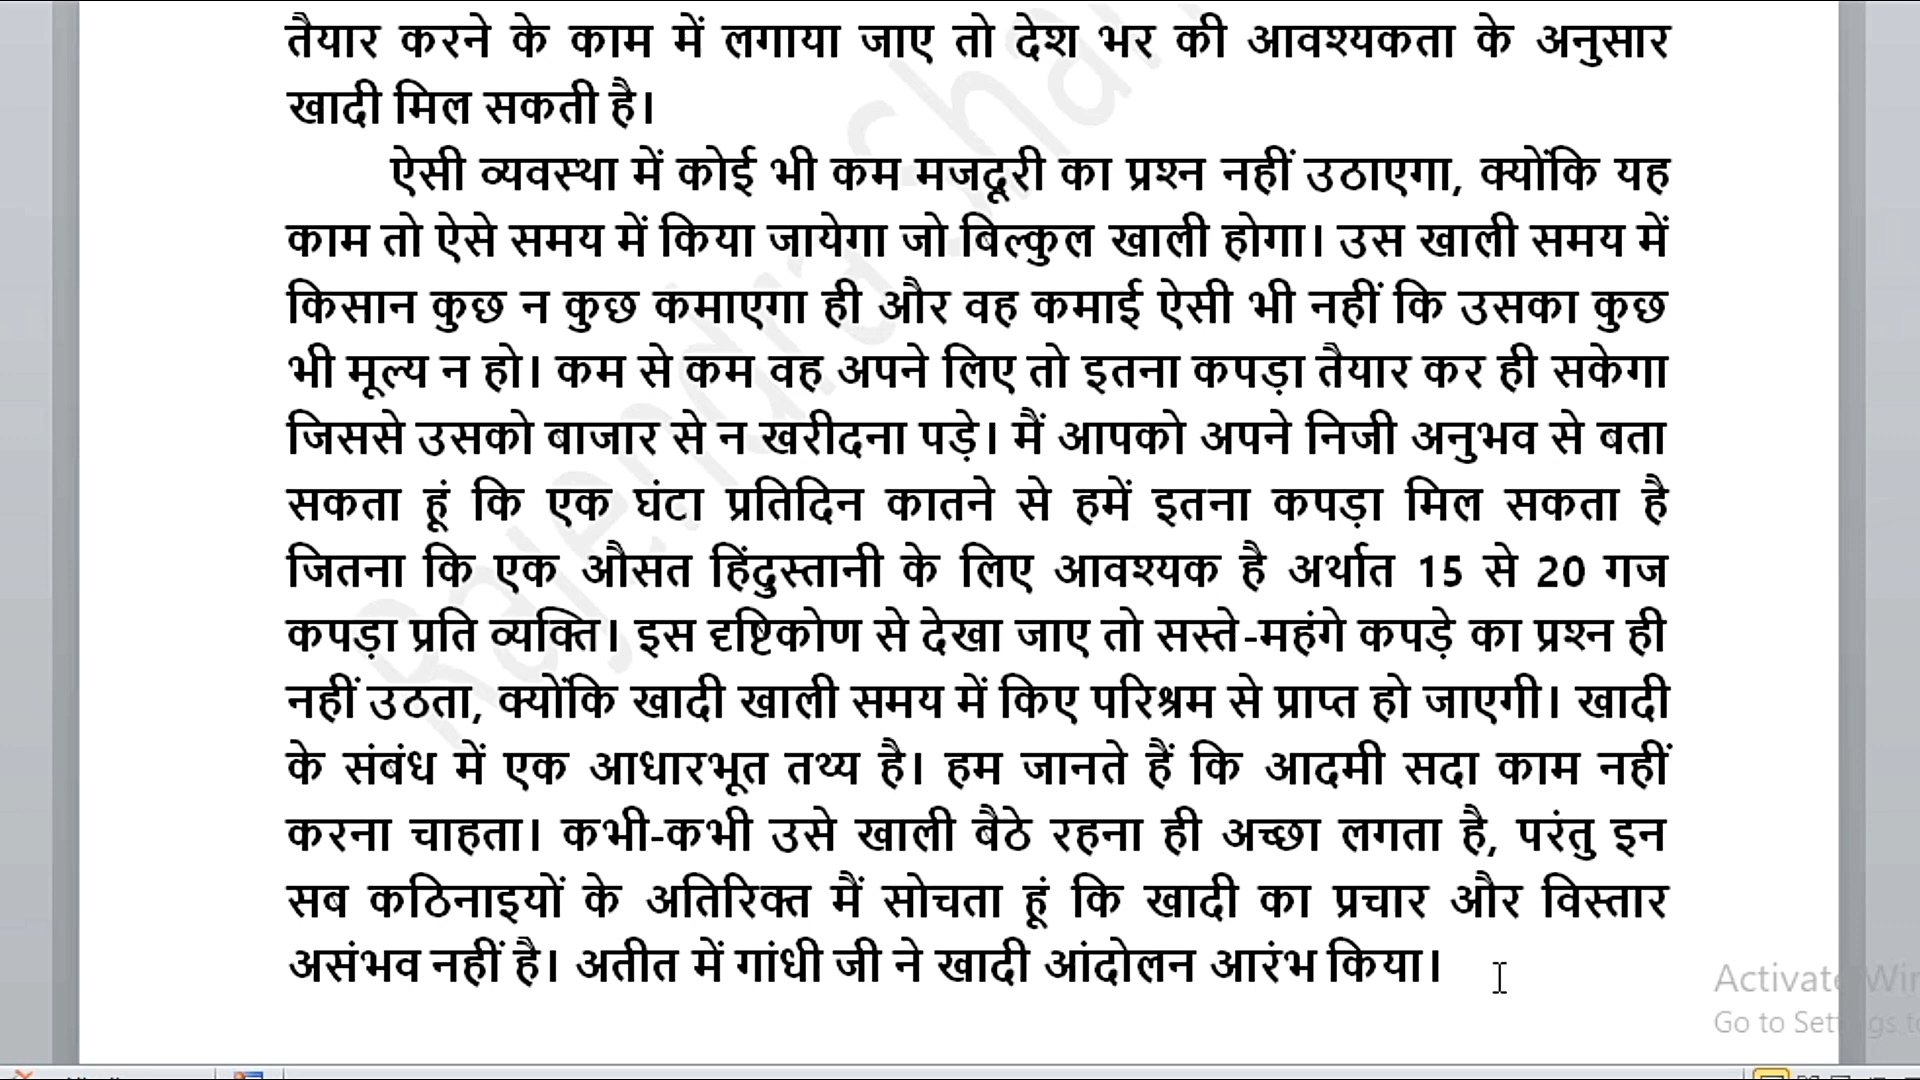 तैयार करने के काम में लगाया जाए तो देश भर की आवश्यकता के अनुसार
खादी मिल सकती है।
ऐसी व्यवस्था में कोई भी कम मजदूरी का प्रश्न नहीं उठाएगा, क्योंकि यह
काम तो ऐसे समय में किया जायेगा जो बिल्कुल खाली होगा। उस खाली समय में
किसान कुछ न कुछ कमाएगा ही और वह कमाई ऐसी भी नहीं कि उसका कुछ
भी मूल्य न हो। कम से कम वह अपने लिए तो इतना कपड़ा तैयार कर ही सकेगा
जिससे उसको बाजार से न खरीदना पड़े। मैं आपको अपने निजी अनुभव से बता
सकता हूं कि एक घंटा प्रतिदिन कातने से हमें इतना कपड़ा मिल सकता है
जितना कि एक औसत हिंदुस्तानी के लिए आवश्यक है अर्थात 15 से 20 गज
कपड़ा प्रति व्यक्ति। इस दृष्टिकोण से देखा जाए तो सस्ते-महंगे कपड़े का प्रश्न ही
नहीं उठता, क्योंकि खादी खाली समय में किए परिश्रम से प्राप्त हो जाएगी। खादी
के संबंध में एक आधारभूत तथ्य है। हम जानते हैं कि आदमी सदा काम नहीं
करना चाहता। कभी-कभी उसे खाली बैठे रहना ही अच्छा लगता है, परंतु इन
सब कठिनाइयों के अतिरिक्त मैं सोचता हूं कि खादी का प्रचार और विस्तार
असंभव नहीं है। अतीत में गांधी जी ने खादी आंदोलन आरंभ किया।
Activate Win
Go to Settings to